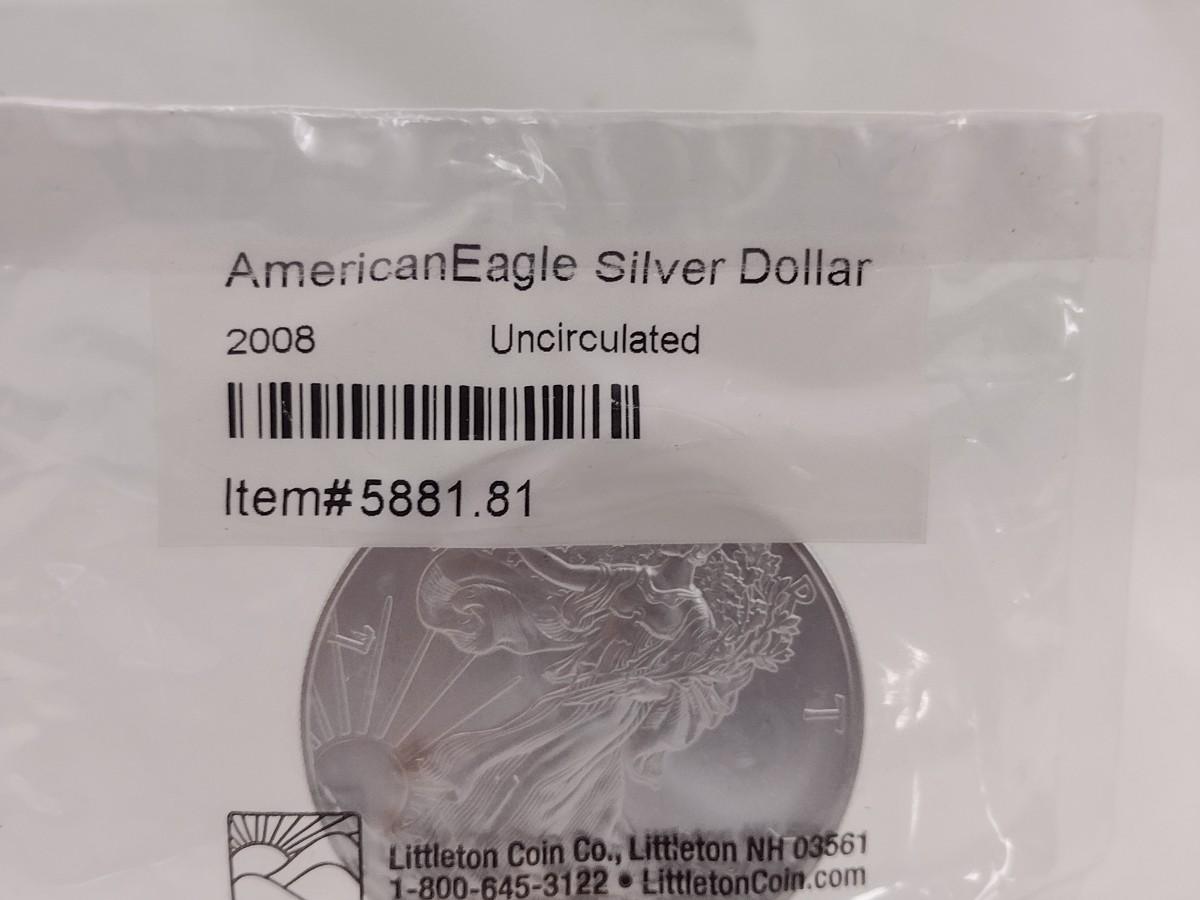 AmericanEagle Silver Dollar
2008 Uncirculated
Item#5881.81
L
D
T
Littleton Coin Co., Littleton NH 03561
1-800-645-3122 • LittletonCoin.com